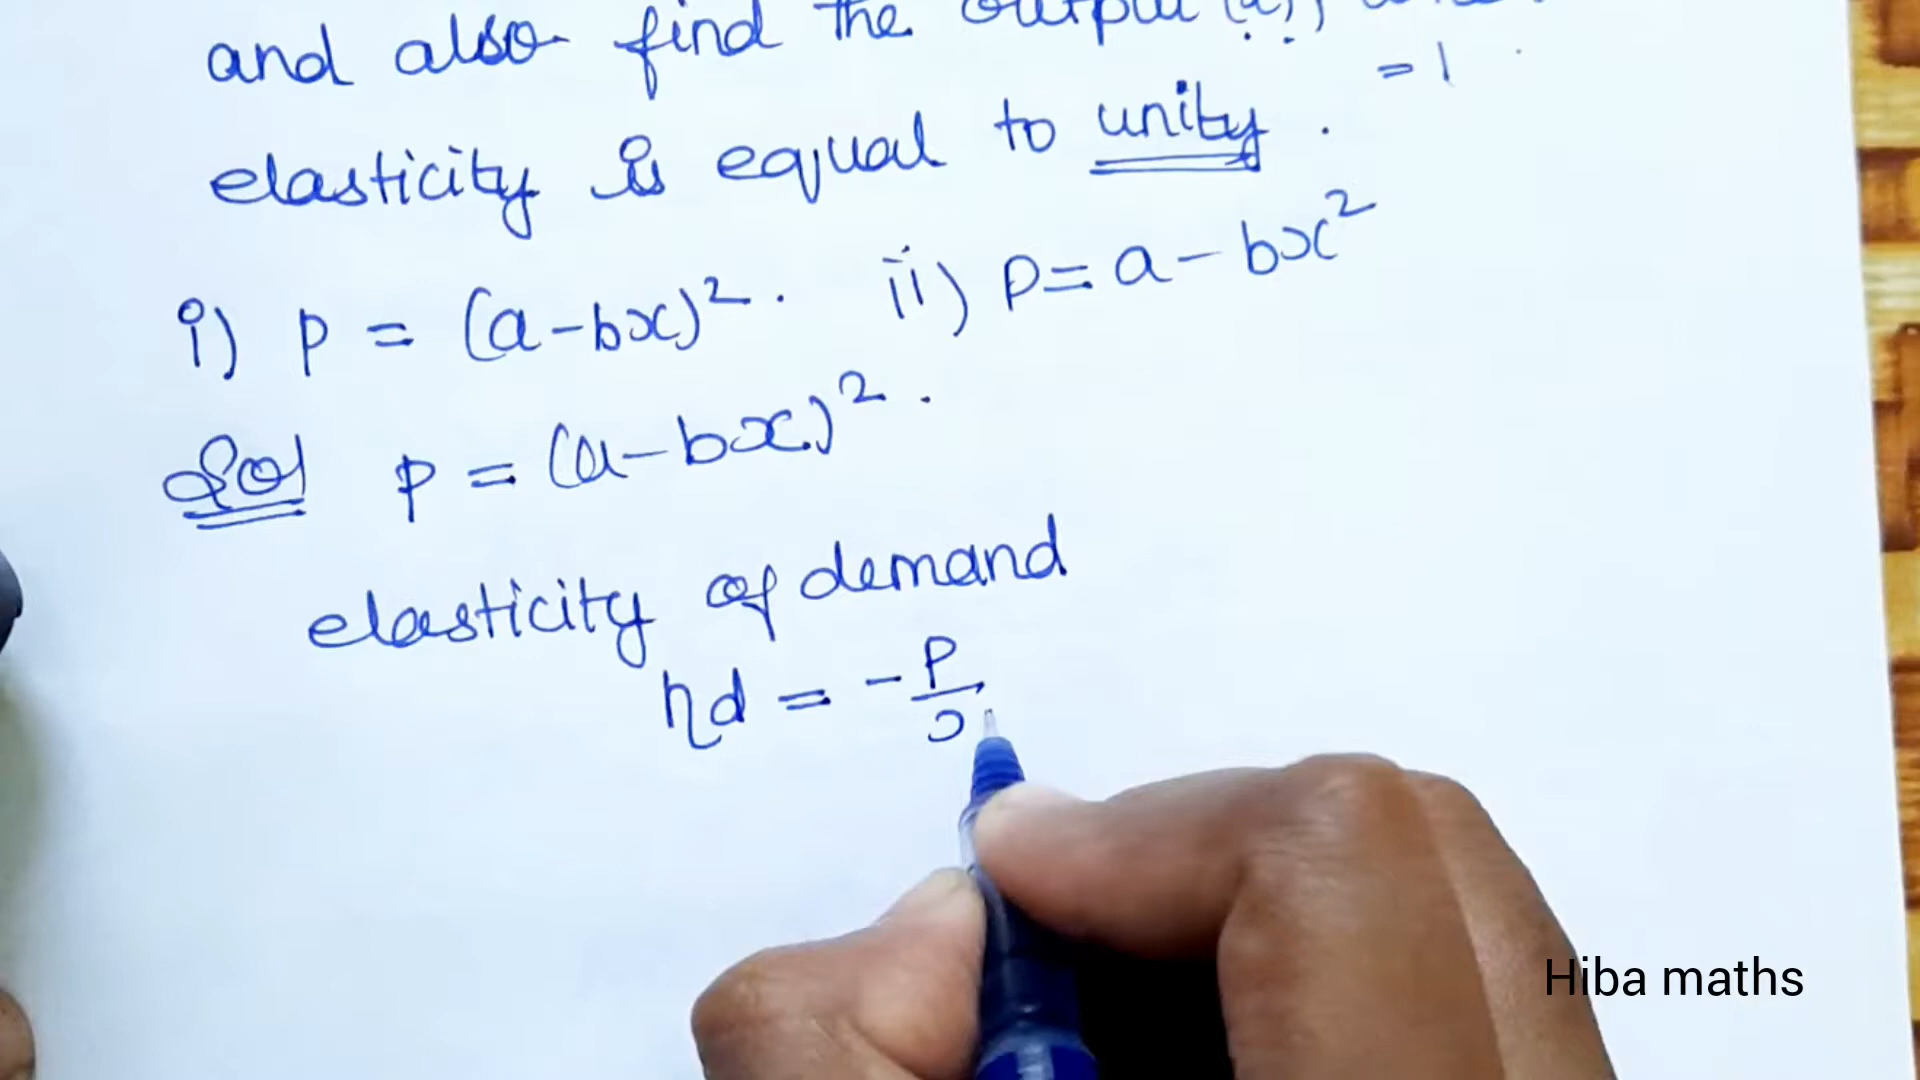 and also find the output (x),
= 1
elasticity is equal to unity.
i) p = (a-bx)². ii) p = a - bx²
Sol p = (a-bx)².
elasticity of demand
ηd = - P/
Hiba maths